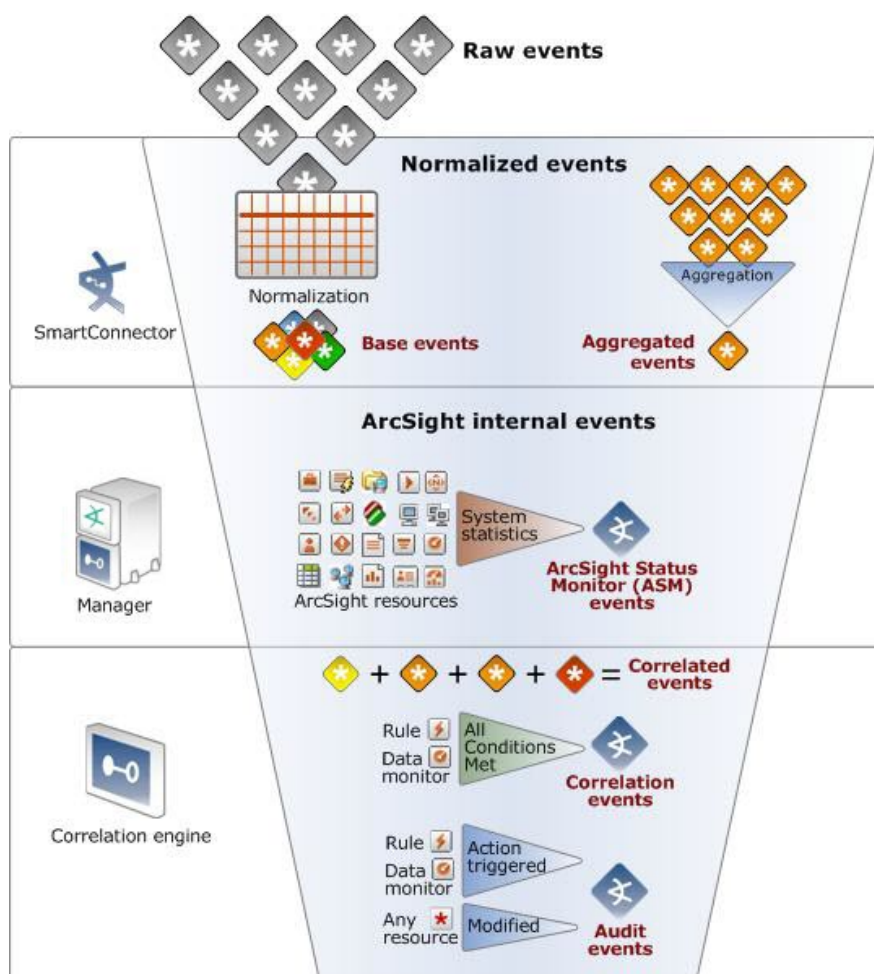 Raw events
Normalized events
Aggregation
Normalization
SmartConnector
Base events
Aggregated
events
ArcSight internal events
System
statistics
ArcSight Status
Monitor (ASM)
events
Manager
ArcSight resources
+ + + = Correlated
events
Rule
Data
monitor
All
Conditions
Met
Correlation
events
Correlation engine
Rule
Data
monitor
Action
triggered
Any
resource
Modified
Audit
events